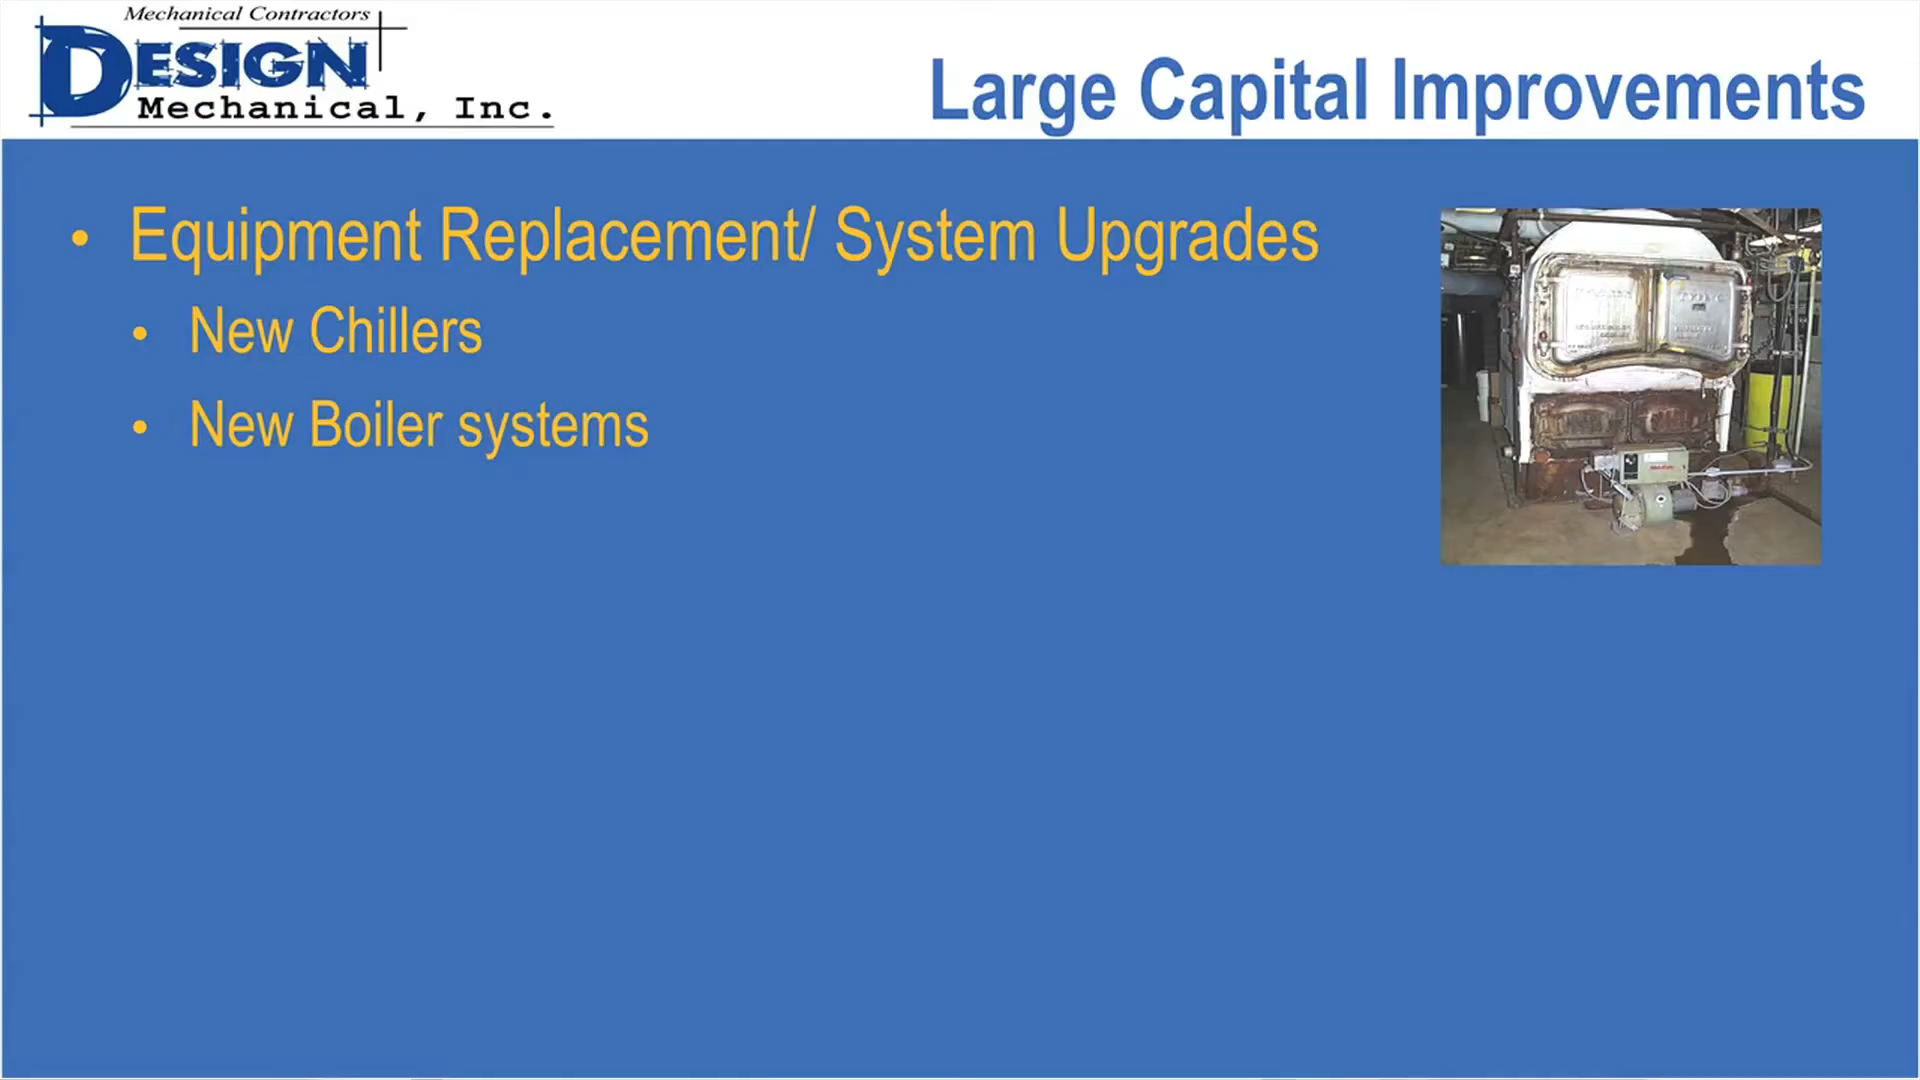 Mechanical Contractors
DESIGN
Mechanical, Inc.
Large Capital Improvements
• Equipment Replacement/ System Upgrades
• New Chillers
• New Boiler systems